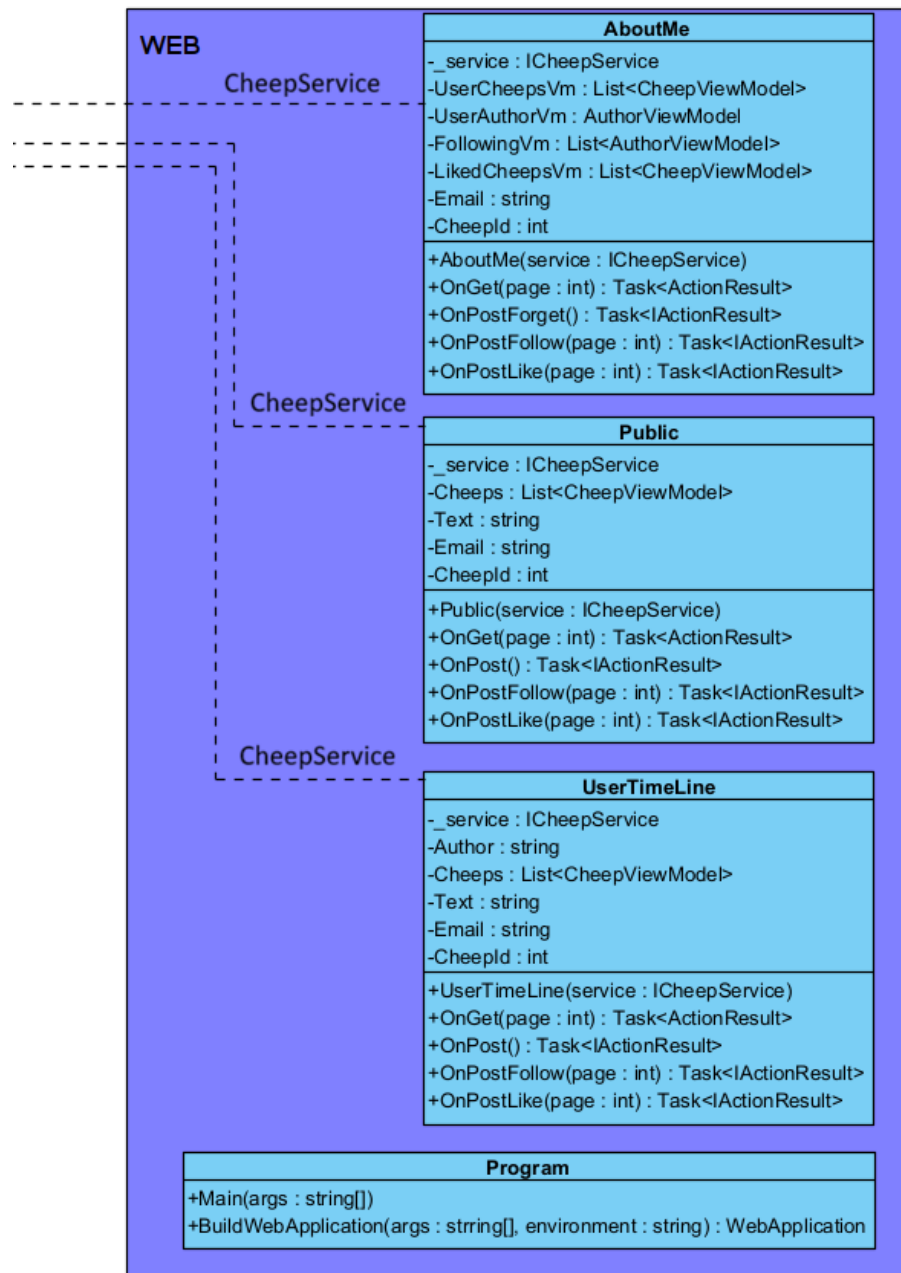 WEB
CheepService
AboutMe
-_service : ICheepService
-UserCheepsVm : List<CheepViewModel>
-UserAuthorVm : AuthorViewModel
-FollowingVm : List<AuthorViewModel>
-LikedCheepsVm : List<CheepViewModel>
-Email : string
-CheepId : int
+AboutMe(service : ICheepService)
+OnGet(page : int) : Task<ActionResult>
+OnPostForget() : Task<IActionResult>
+OnPostFollow(page : int) : Task<IActionResult>
+OnPostLike(page : int) : Task<IActionResult>
CheepService
Public
-_service : ICheepService
-Cheeps : List<CheepViewModel>
-Text : string
-Email : string
-CheepId : int
+Public(service : ICheepService)
+OnGet(page : int) : Task<ActionResult>
+OnPost() : Task<IActionResult>
+OnPostFollow(page : int) : Task<IActionResult>
+OnPostLike(page : int) : Task<IActionResult>
CheepService
UserTimeLine
-_service : ICheepService
-Author : string
-Cheeps : List<CheepViewModel>
-Text : string
-Email : string
-CheepId : int
+UserTimeLine(service : ICheepService)
+OnGet(page : int) : Task<ActionResult>
+OnPost() : Task<IActionResult>
+OnPostFollow(page : int) : Task<IActionResult>
+OnPostLike(page : int) : Task<IActionResult>
Program
+Main(args : string[])
+BuildWebApplication(args : strring[], environment : string) : WebApplication